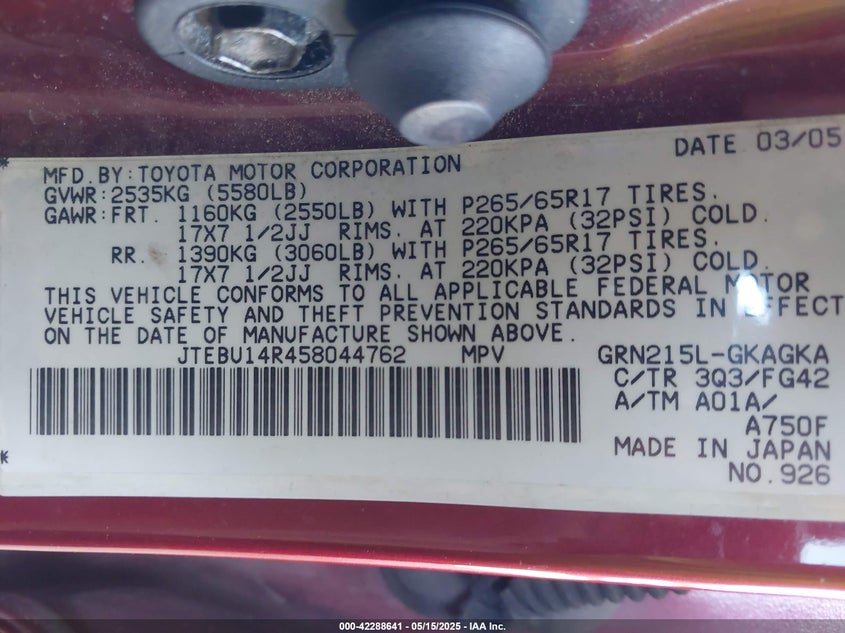 DATE 03/05
MFD.BY:TOYOTA MOTOR CORPORATION
GVWR:2535KG (5580LB)
GAWR:FRT. 1160KG (2550LB) WITH P265/65R17 TIRES.
17X7 1/2JJ RIMS. AT 220KPA (32PSI) COLD.
RR. 1390KG (3060LB) WITH P265/65R17 TIRES.
17X7 1/2JJ RIMS. AT 220KPA (32PSI) COLD.
THIS VEHICLE CONFORMS TO ALL APPLICABLE FEDERAL MOTOR
VEHICLE SAFETY AND THEFT PREVENTION STANDARDS IN EFFECT
ON THE DATE OF MANUFACTURE SHOWN ABOVE.
JTEBU14R458044762 MPV GRN215L-GKAGKA
C/TR 3Q3/FG42
A/TM A01A/
A750F
MADE IN JAPAN
NO.926
000-42288641 - 05/15/2025 - IAA Inc.